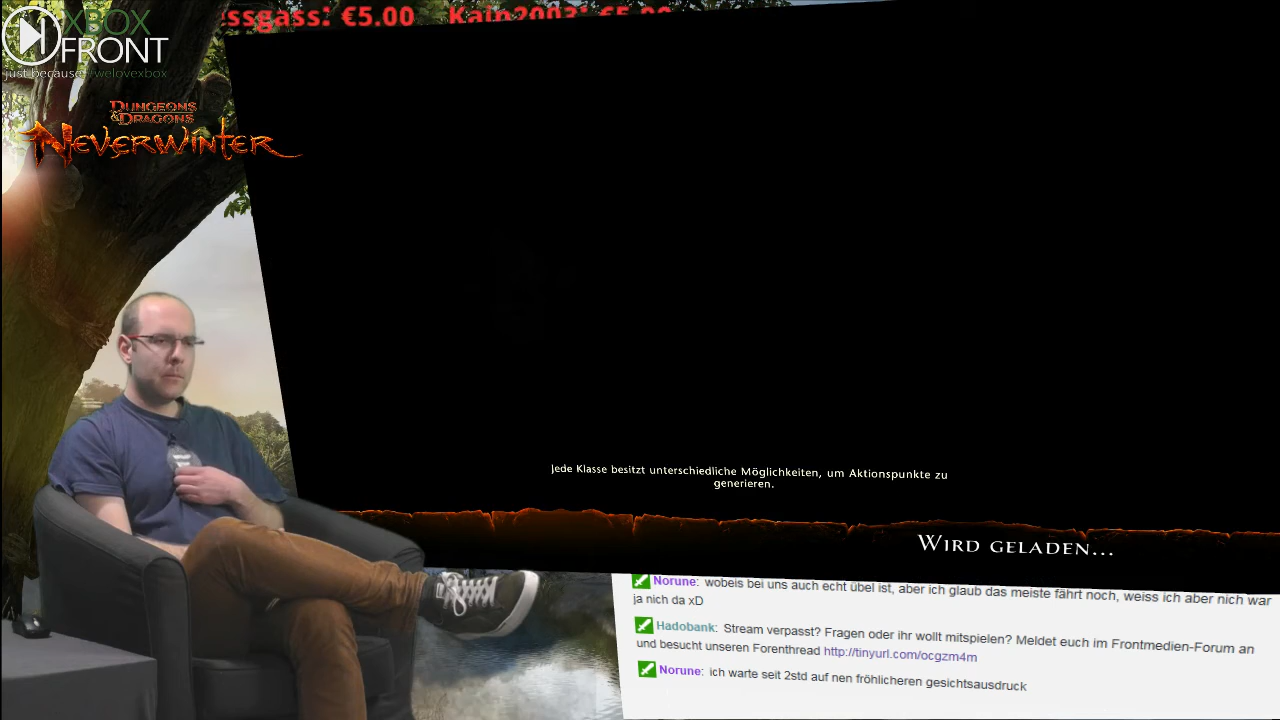 ssgass: €5.00 Kain2003: €5.00
XBOX
FRONT
just because #welovexbox
DUNGEONS
& DRAGONS
NEVERWINTER
Jede Klasse besitzt unterschiedliche Möglichkeiten, um Aktionspunkte zu
generieren.
WIRD GELADEN...
Norune: wobeis bei uns auch echt übel ist, aber ich glaub das meiste fährt noch, weiss ich aber nich war
ja nich da xD
Hadobank: Stream verpasst? Fragen oder ihr wollt mitspielen? Meldet euch im Frontmedien-Forum an
und besucht unseren Forenthread http://tinyurl.com/ocgzm4m
Norune: ich warte seit 2std auf nen fröhlicheren gesichtsausdruck